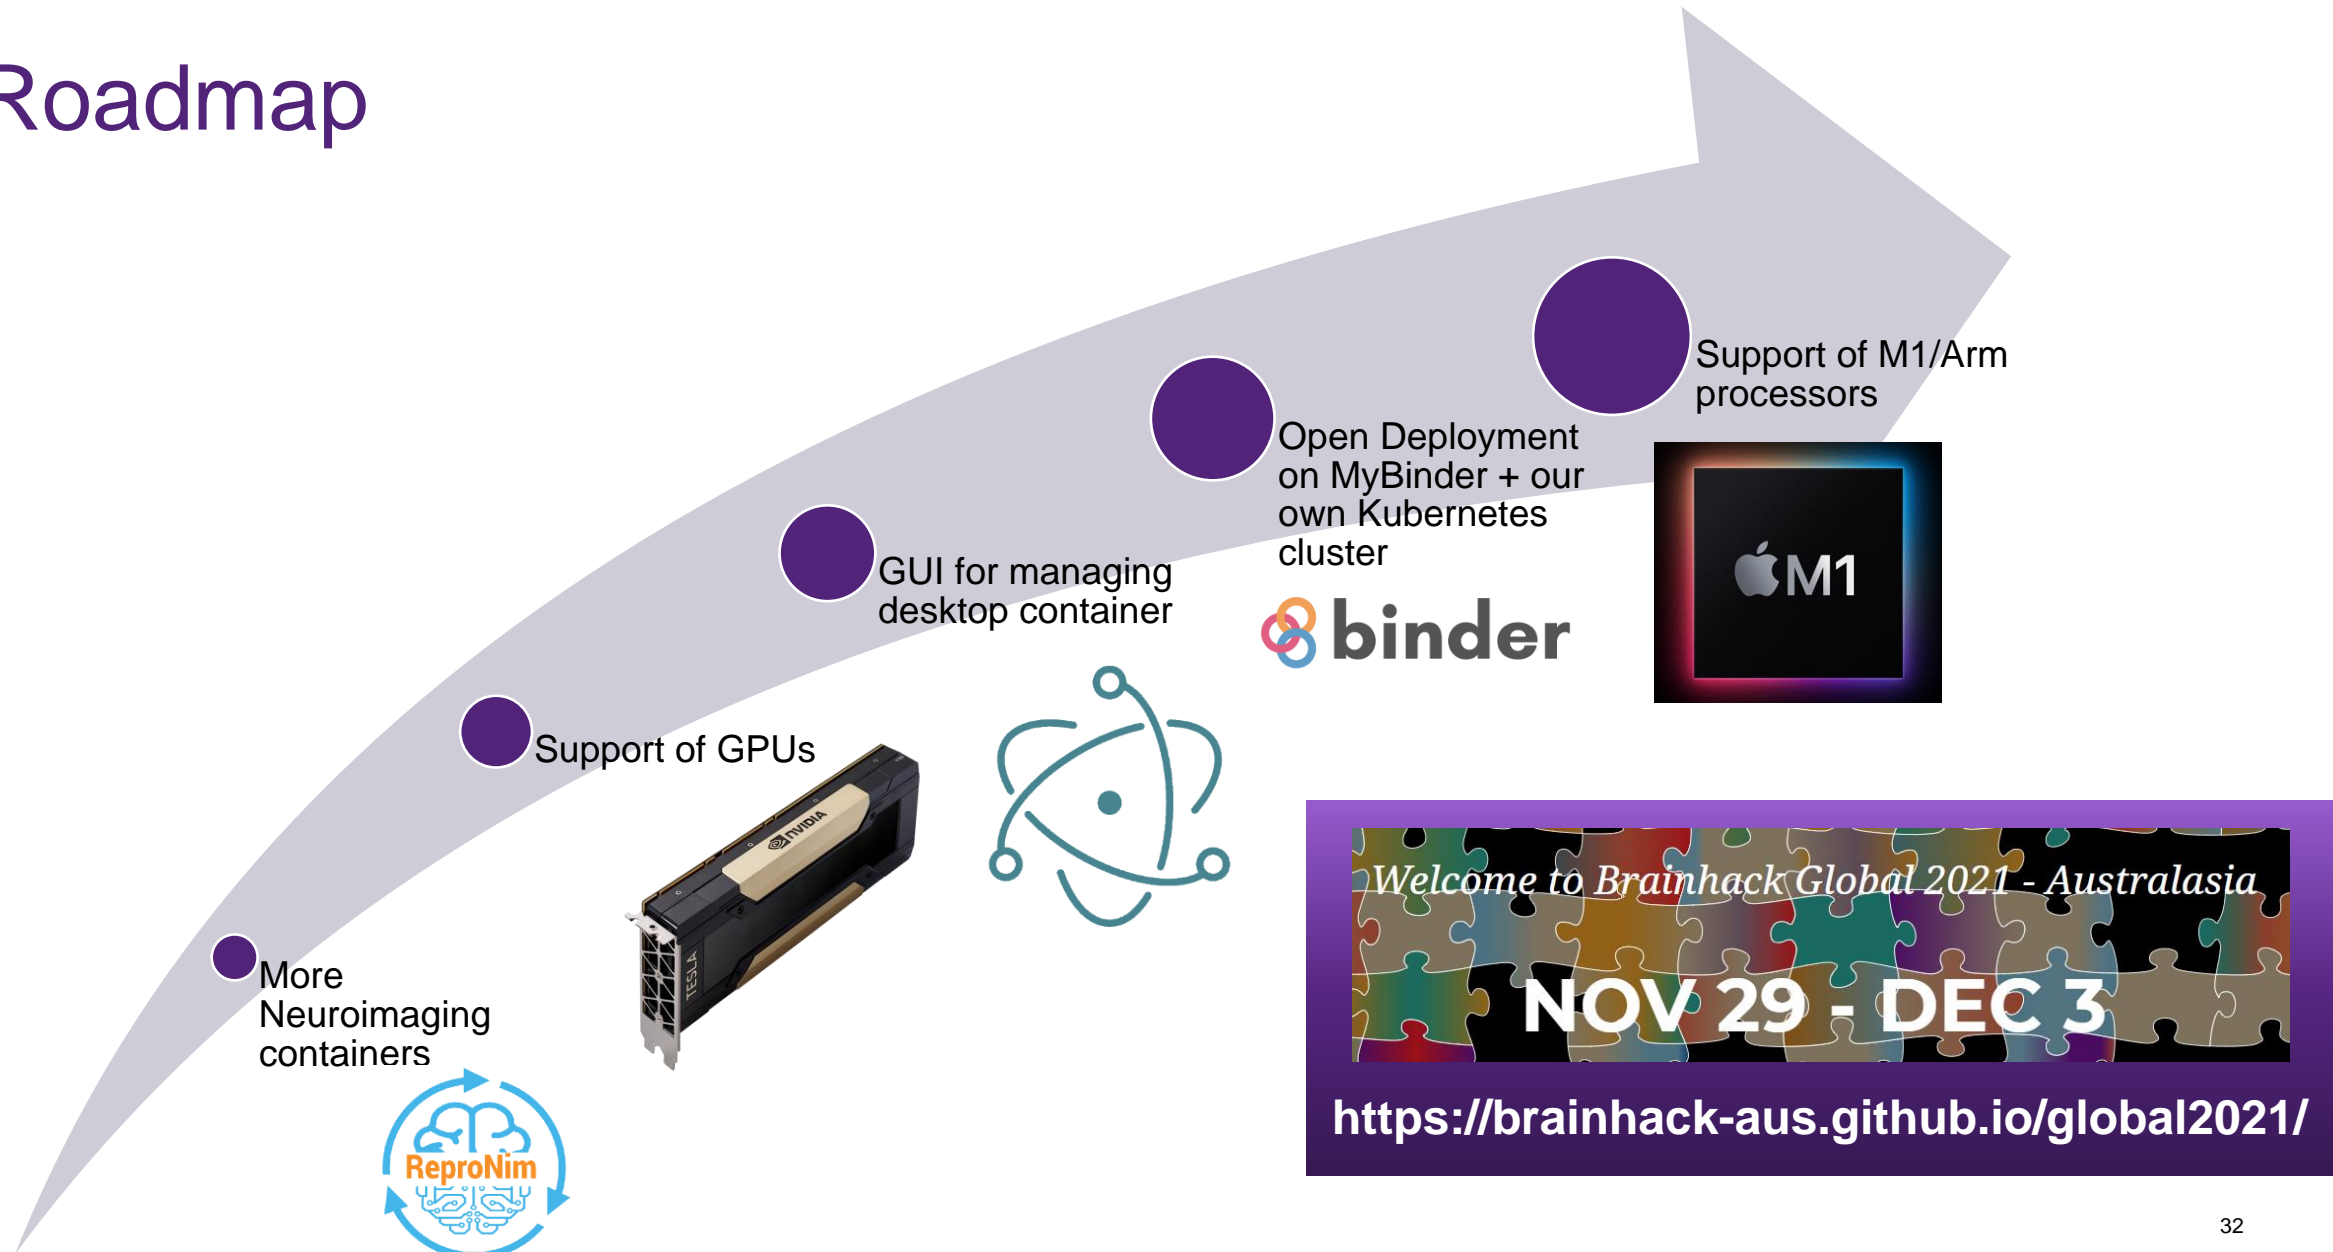 Roadmap
Support of M1/Arm
processors
Open Deployment
on MyBinder + our
own Kubernetes
cluster
GUI for managing
desktop container
M1
binder
Support of GPUs
NVIDIA
TESLA
More
Neuroimaging
containers
ReproNim
Welcome to Brainhack Global 2021 - Australasia
NOV 29 - DEC 3
https://brainhack-aus.github.io/global2021/
32